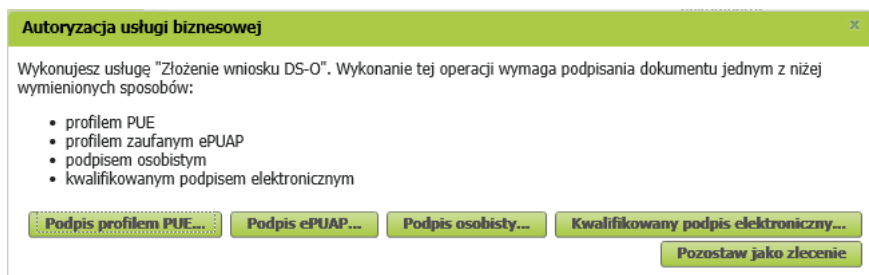 Autoryzacja usługi biznesowej x
Wykonujesz usługę "Złożenie wniosku DS-O". Wykonanie tej operacji wymaga podpisania dokumentu jednym z niżej
wymienionych sposobów:
• profilem PUE
• profilem zaufanym ePUAP
• podpisem osobistym
• kwalifikowanym podpisem elektronicznym
Podpis profilem PUE... Podpis ePUAP... Podpis osobisty... Kwalifikowany podpis elektroniczny...
Pozostaw jako zlecenie